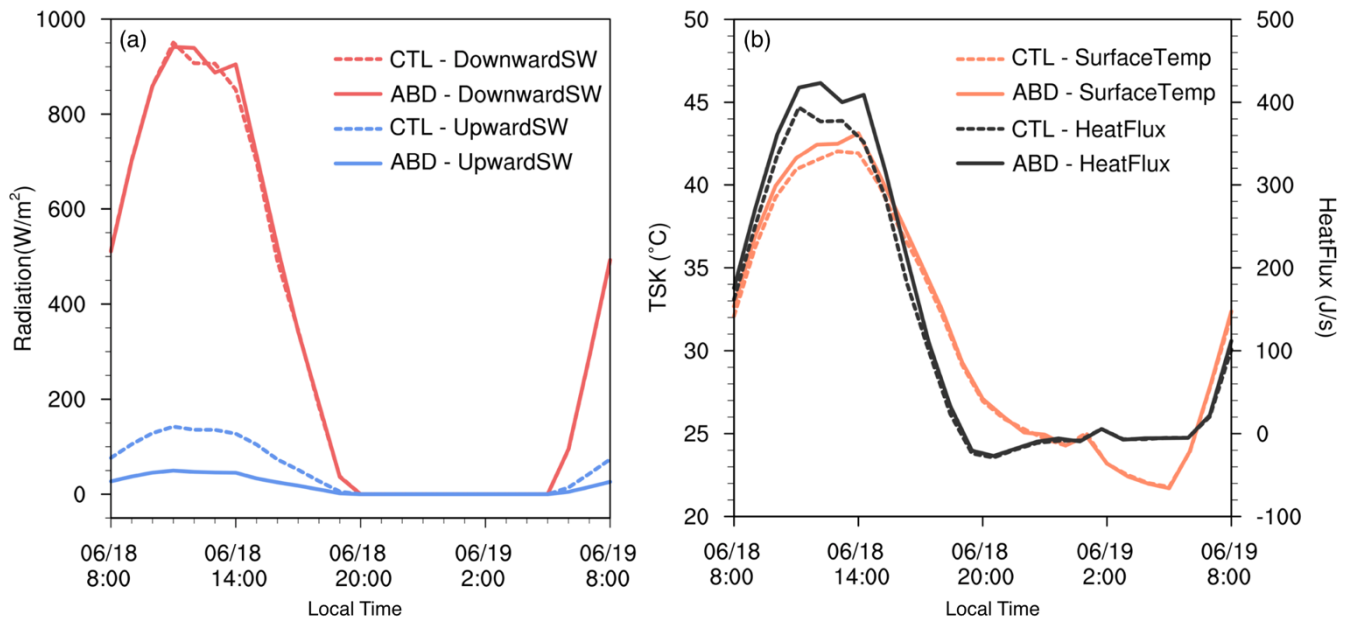 (a)
1000
800
600
400
200
0
Radiation(W/m²)
CTL - DownwardSW
ABD - DownwardSW
CTL - UpwardSW
ABD - UpwardSW
06/18 06/18 06/18 06/19 06/19
8:00 14:00 20:00 2:00 8:00
Local Time
(b)
50
45
40
35
30
25
20
TSK (°C)
CTL - SurfaceTemp
ABD - SurfaceTemp
CTL - HeatFlux
ABD - HeatFlux
500
400
300
200
100
0
-100
HeatFlux (J/s)
06/18 06/18 06/18 06/19 06/19
8:00 14:00 20:00 2:00 8:00
Local Time